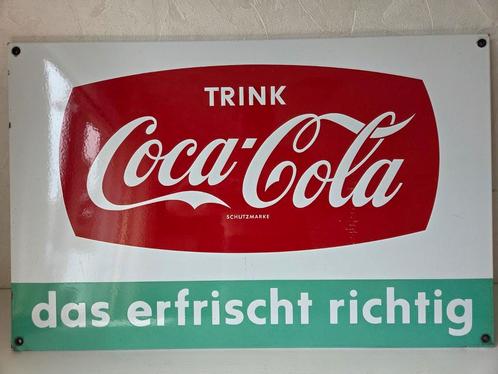 TRINK
Coca-Cola
SCHUTZMARKE
das erfrischt richtig